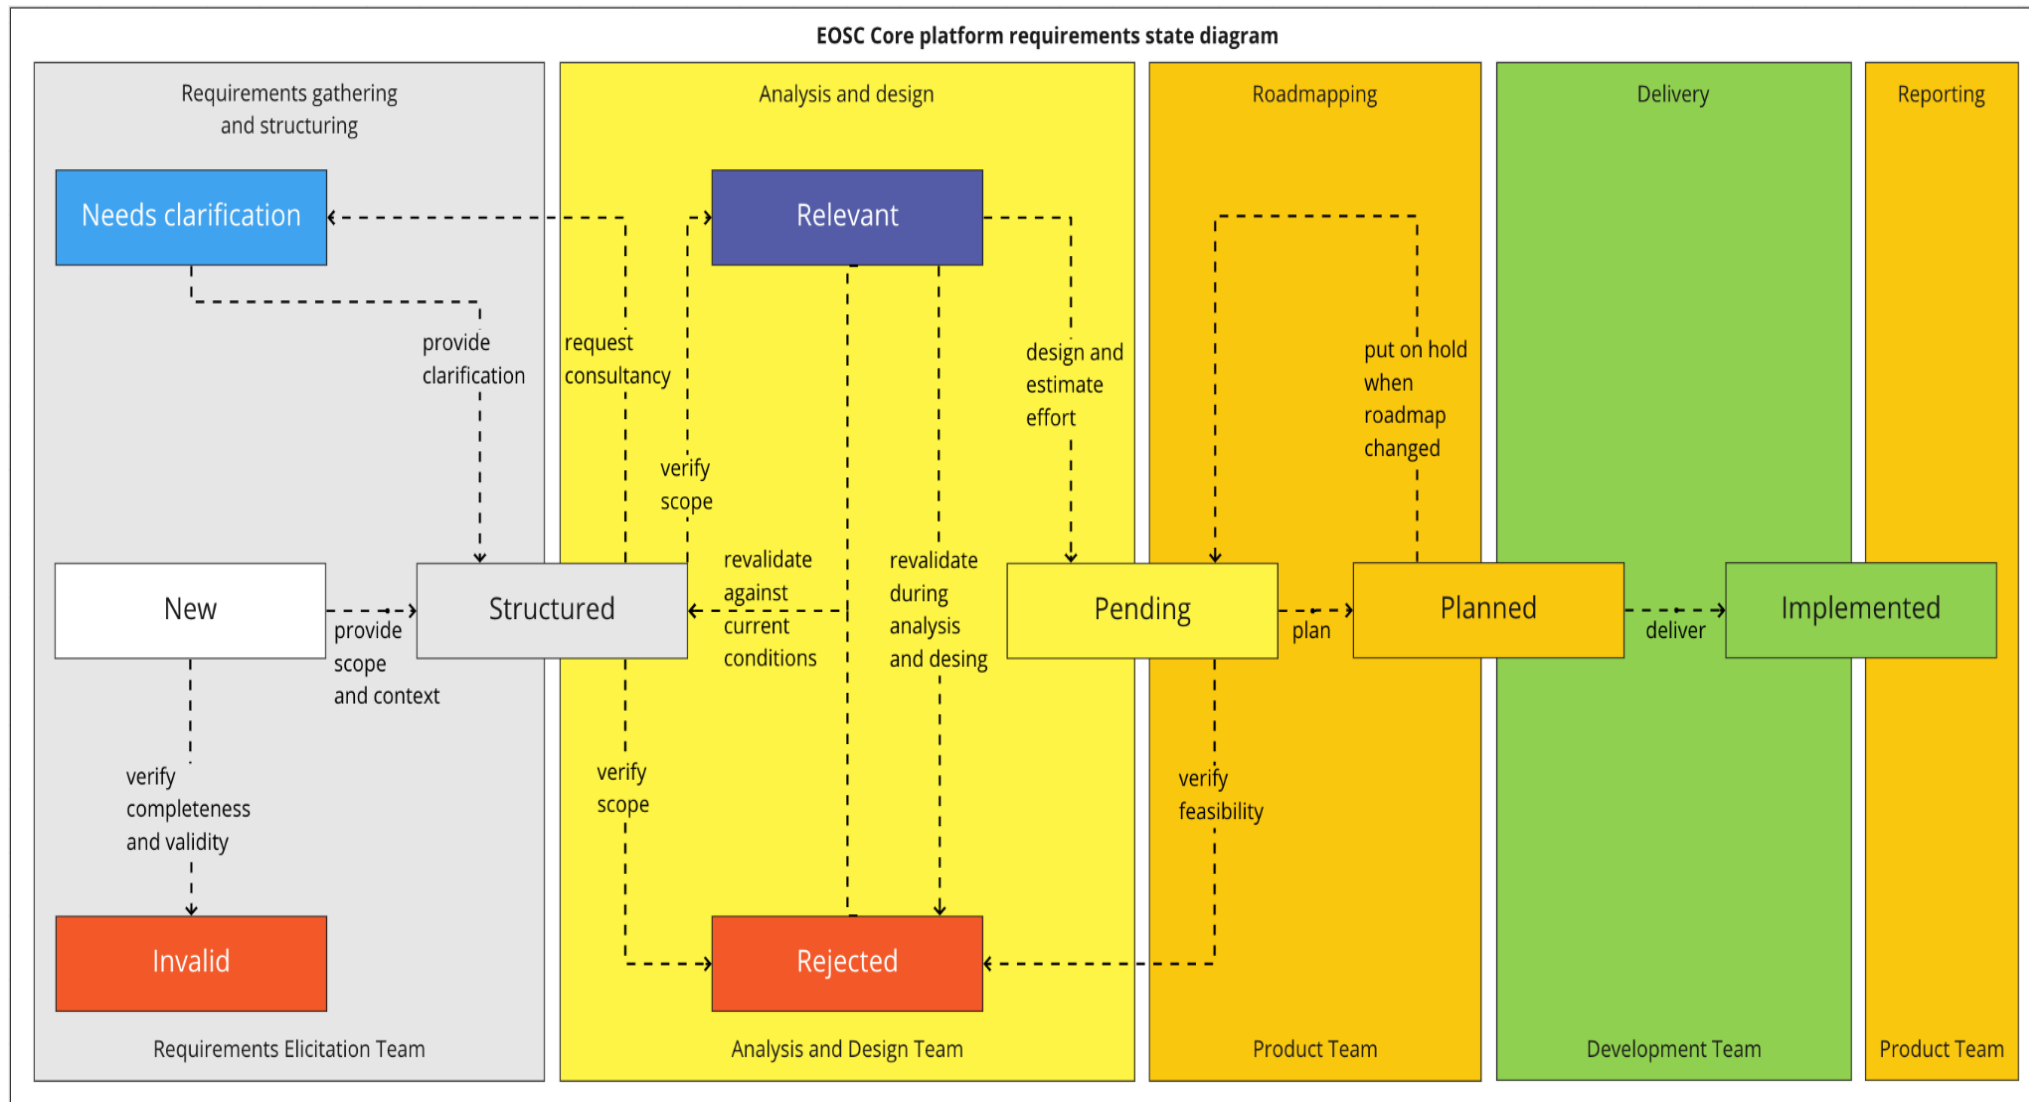 EOSC Core platform requirements state diagram
Requirements gathering
and structuring
Analysis and design
Roadmapping
Delivery
Reporting
Needs clarification
Relevant
provide
clarification
request
consultancy
design and
estimate
effort
put on hold
when
roadmap
changed
verify
scope
revalidate
against
current
conditions
revalidate
during
analysis
and desing
New
Structured
Pending
Planned
Implemented
provide
scope
and context
plan
deliver
verify
completeness
and validity
verify
scope
verify
feasibility
Invalid
Rejected
Requirements Elicitation Team
Analysis and Design Team
Product Team
Development Team
Product Team